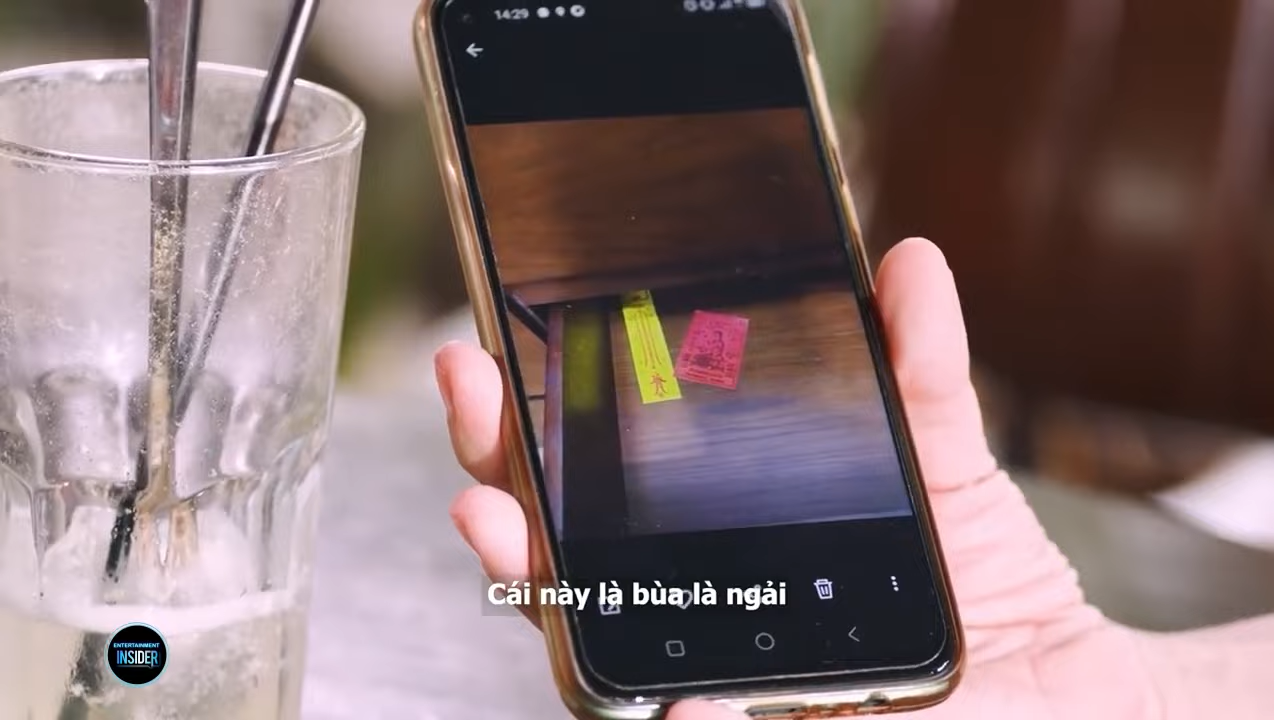 14:29
Cái này là bùa là ngải
ENTERTAINMENT
INSIDER